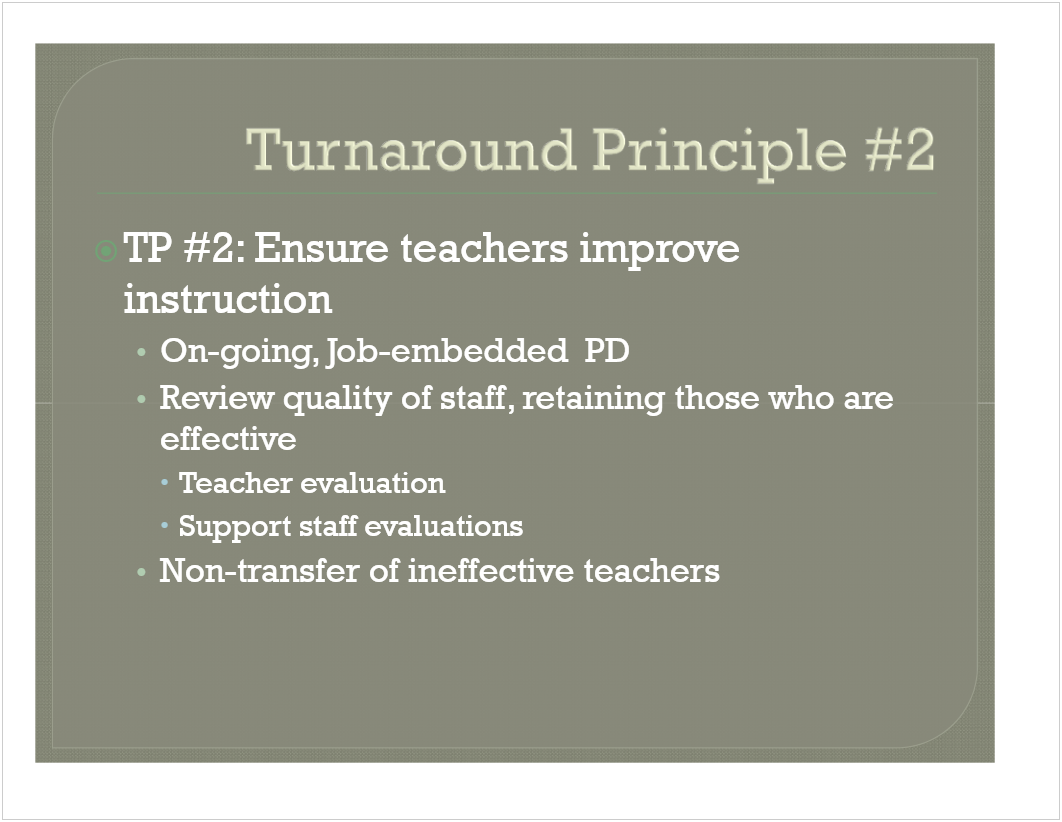 Turnaround Principle #2
TP #2: Ensure teachers improve
instruction
On-going, Job-embedded  PD
Review quality of staff, retaining those who are
effective
Teacher evaluation
Support staff evaluations
Non-transfer of ineffective teachers